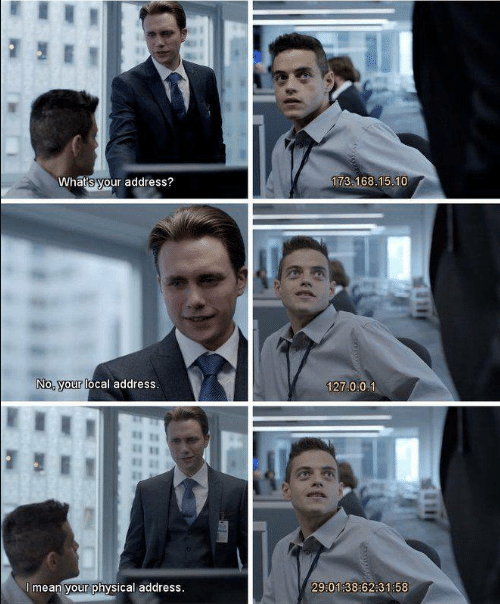 What's your address?
173.168.15.10
No, your local address.
127.0.0.1
I mean your physical address.
29:01:38:62:31:58